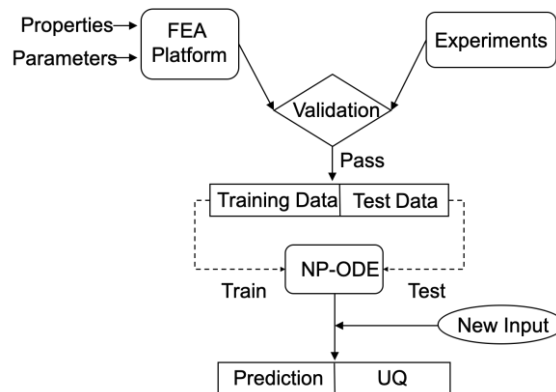 Properties
Parameters
FEA
Platform
Experiments
Validation
Pass
Training Data
Test Data
NP-ODE
Train
Test
New Input
Prediction
UQ